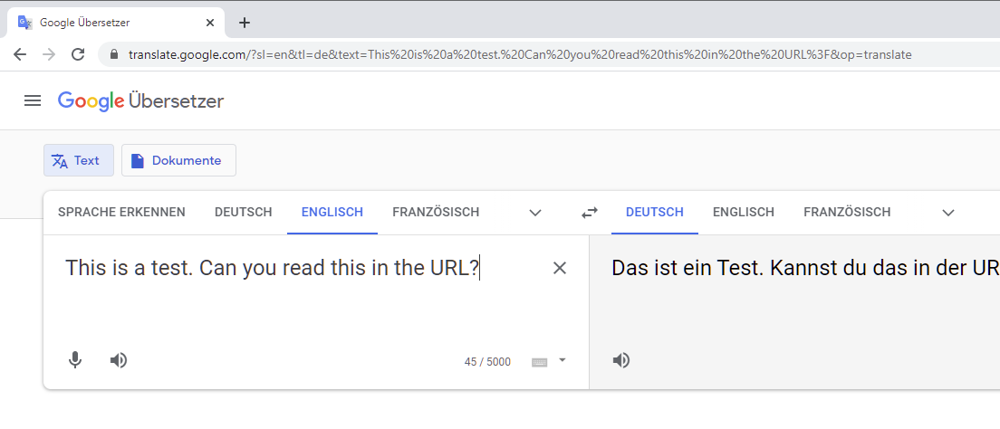 Google Übersetzer
translate.google.com/?sl=en&tl=de&text=This%20is%20a%20test.%20Can%20you%20read%20this%20in%20the%20URL%3F&op=translate
Google Übersetzer
Text Dokumente
SPRACHE ERKENNEN DEUTSCH ENGLISCH FRANZÖSISCH DEUTSCH ENGLISCH FRANZÖSISCH
This is a test. Can you read this in the URL? Das ist ein Test. Kannst du das in der UR
45 / 5000